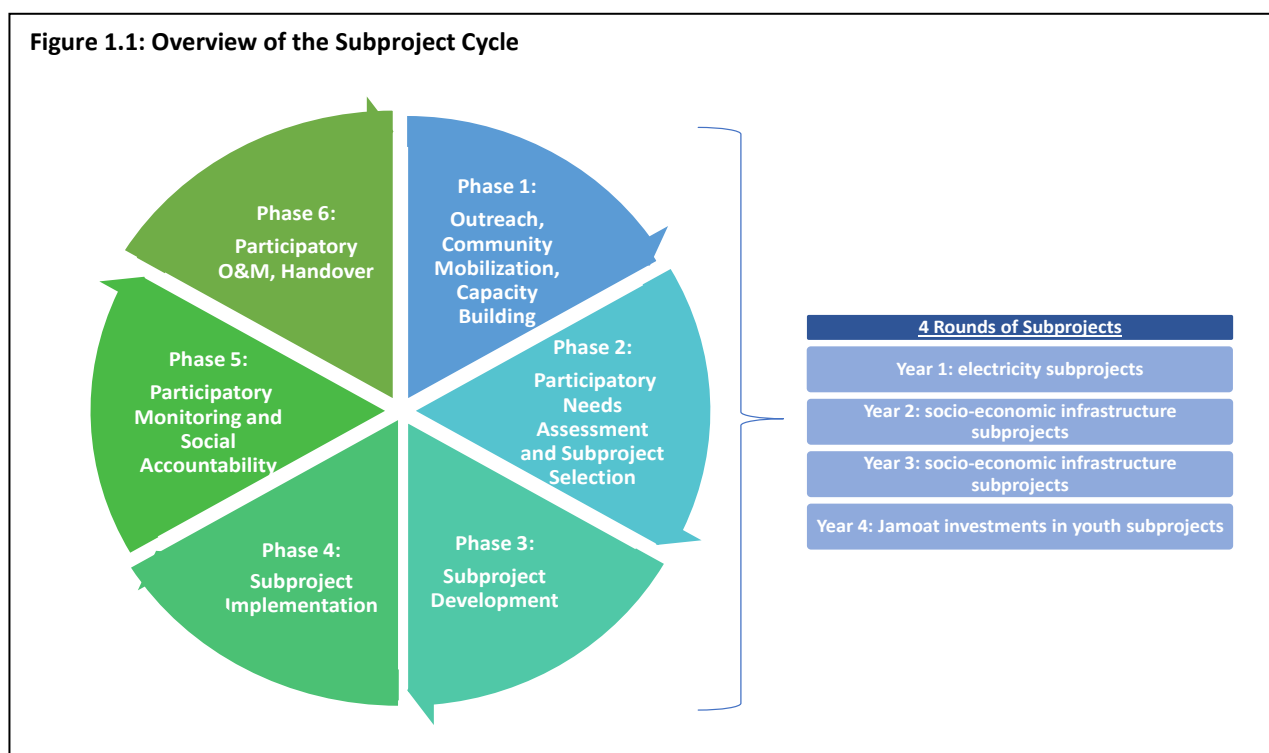 Figure 1.1: Overview of the Subproject Cycle
Phase 1:
Outreach,
Community
Mobilization,
Capacity
Building
Phase 2:
Participatory
Needs
Assessment
and Subproject
Selection
Phase 3:
Subproject
Development
Phase 4:
Subproject
Implementation
Phase 5:
Participatory
Monitoring and
Social
Accountability
Phase 6:
Participatory
O&M, Handover
4 Rounds of Subprojects
Year 1: electricity subprojects
Year 2: socio-economic infrastructure
subprojects
Year 3: socio-economic infrastructure
subprojects
Year 4: Jamoat investments in youth subprojects